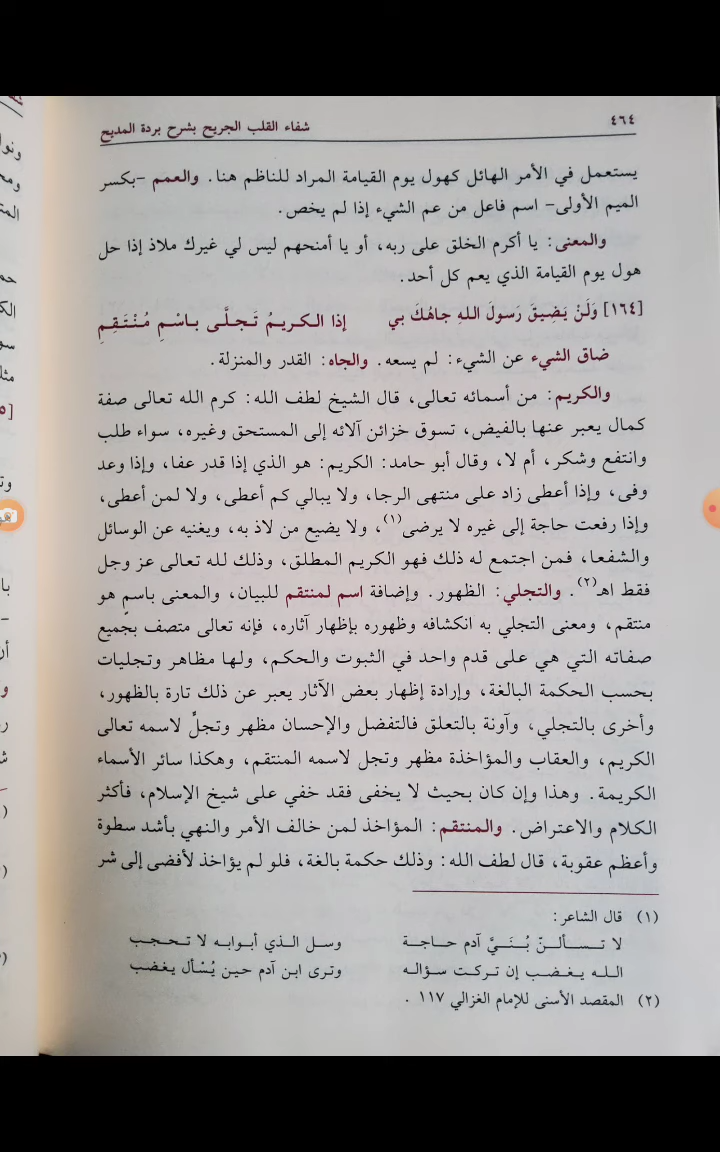 ٤٦٤
شفاء القلب الجريح بشرح بردة المديح
يستعمل في الأمر الهائل كهول يوم القيامة المراد للناظم هنا. والعمم -بكسر
الميم الأولى- اسم فاعل من عم الشيء إذا لم يخص.
والمعنى: يا أكرم الخلق على ربه، أو يا أمنحهم ليس لي غيرك ملاذ إذا حل
هول يوم القيامة الذي يعم كل أحد.
[١٦٤] وَلَنْ يَضِيقَ رَسولَ اللهِ جاهُكَ بي إذا الكريمُ تَجلَّى باسْمِ مُنْتَقِمِ
ضاق الشيء عن الشيء: لم يسعه. والجاه: القدر والمنزلة.
والكريم: من أسمائه تعالى، قال الشيخ لطف الله: كرم الله تعالى صفة
كمال يعبر عنها بالفيض، تسوق خزائن آلائه إلى المستحق وغيره، سواء طلب
وانتفع وشكر، أم لا، وقال أبو حامد: الكريم: هو الذي إذا قدر عفا، وإذا وعد
وفى، وإذا أعطى زاد على منتهى الرجا، ولا يبالي كم أعطى، ولا لمن أعطى،
وإذا رفعت حاجة إلى غيره لا يرضى(١)، ولا يضيع من لاذ به، ويغنيه عن الوسائل
والشفعا، فمن اجتمع له ذلك فهو الكريم المطلق، وذلك لله تعالى عز وجل
فقط اهـ(٢). والتجلي: الظهور. وإضافة اسم لمنتقم للبيان، والمعنى باسمٍ هو
منتقم، ومعنى التجلي به انكشافه وظهوره بإظهار آثاره، فإنه تعالى متصف بجميع
صفاته التي هي على قدم واحد في الثبوت والحكم، ولها مظاهر وتجليات
بحسب الحكمة البالغة، وإرادة إظهار بعض الآثار يعبر عن ذلك تارة بالظهور،
وأخرى بالتجلي، وآونة بالتعلق فالتفضل والإحسان مظهر وتجلٍّ لاسمه تعالى
الكريم، والعقاب والمؤاخذة مظهر وتجل لاسمه المنتقم، وهكذا سائر الأسماء
الكريمة. وهذا وإن كان بحيث لا يخفى فقد خفي على شيخ الإسلام، فأكثر
الكلام والاعتراض. والمنتقم: المؤاخذ لمن خالف الأمر والنهي بأشد سطوة
وأعظم عقوبة، قال لطف الله: وذلك حكمة بالغة، فلو لم يؤاخذ لأفضى إلى شر
(١) قال الشاعر:
لا تسألنّ بُنَيَّ آدم حاجة وسل الذي أبوابه لا تحجب
الله يغضب إن تركت سؤاله وترى ابن آدم حين يُسْأل يغضب
(٢) المقصد الأسنى للإمام الغزالي ١١٧ .